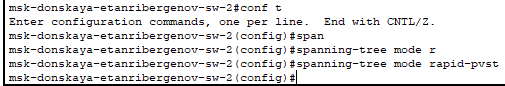 msk-donskaya-etanribergenov-sw-2#conf t
Enter configuration commands, one per line.  End with CNTL/Z.
msk-donskaya-etanribergenov-sw-2(config)#span
msk-donskaya-etanribergenov-sw-2(config)#spanning-tree mode r
msk-donskaya-etanribergenov-sw-2(config)#spanning-tree mode rapid-pvst
msk-donskaya-etanribergenov-sw-2(config)#